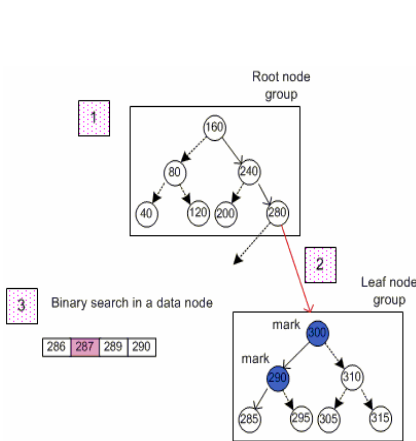 Root node
group
1
160
80
240
40
120
200
280
2
Leaf node
group
3
Binary search in a data node
mark
300
286 287 289 290
mark
290
310
285
295
305
315